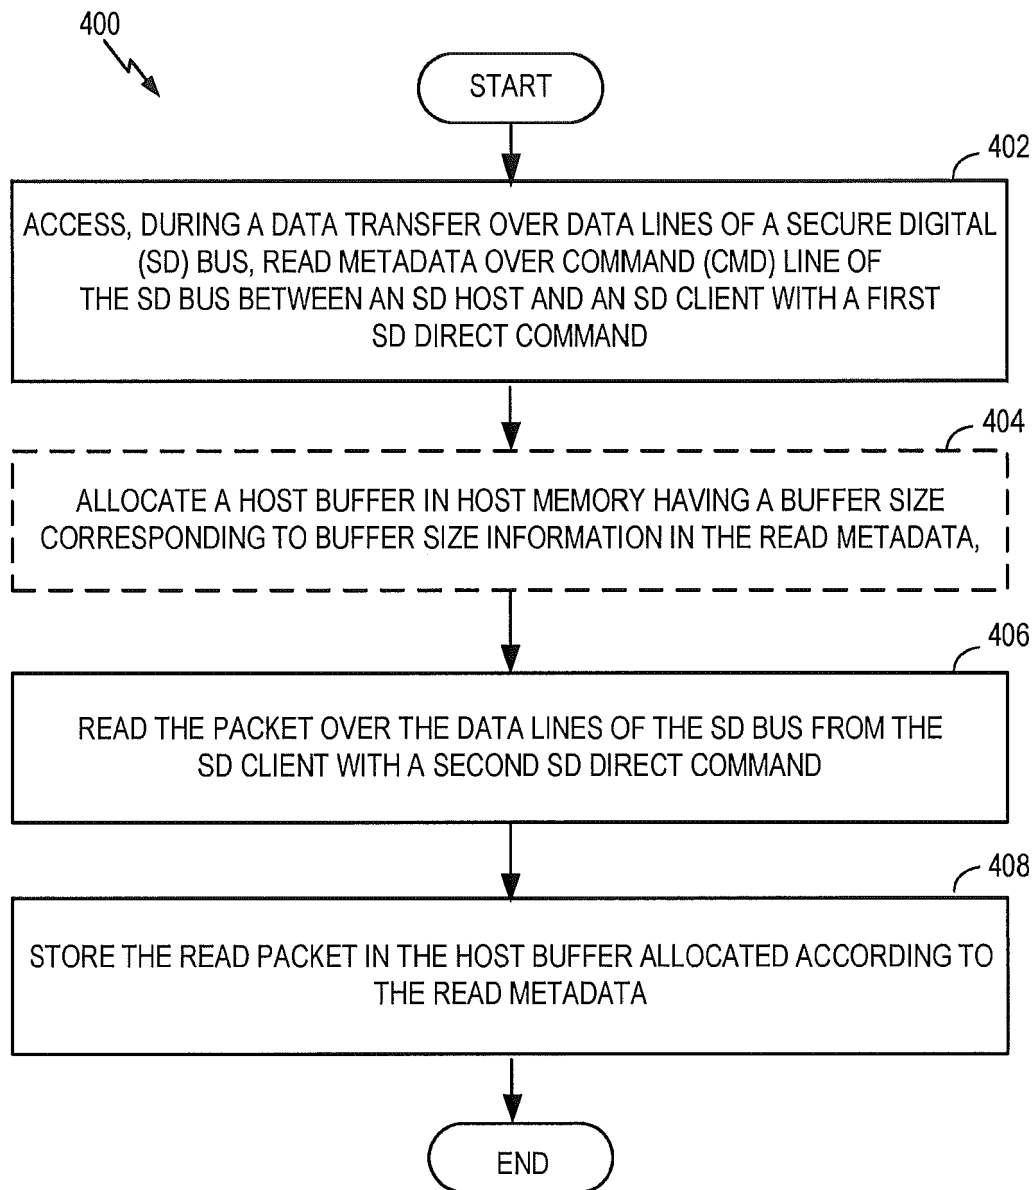 400
START
402
ACCESS, DURING A DATA TRANSFER OVER DATA LINES OF A SECURE DIGITAL
(SD) BUS, READ METADATA OVER COMMAND (CMD) LINE OF
THE SD BUS BETWEEN AN SD HOST AND AN SD CLIENT WITH A FIRST
SD DIRECT COMMAND
404
ALLOCATE A HOST BUFFER IN HOST MEMORY HAVING A BUFFER SIZE
CORRESPONDING TO BUFFER SIZE INFORMATION IN THE READ METADATA,
406
READ THE PACKET OVER THE DATA LINES OF THE SD BUS FROM THE
SD CLIENT WITH A SECOND SD DIRECT COMMAND
408
STORE THE READ PACKET IN THE HOST BUFFER ALLOCATED ACCORDING TO
THE READ METADATA
END